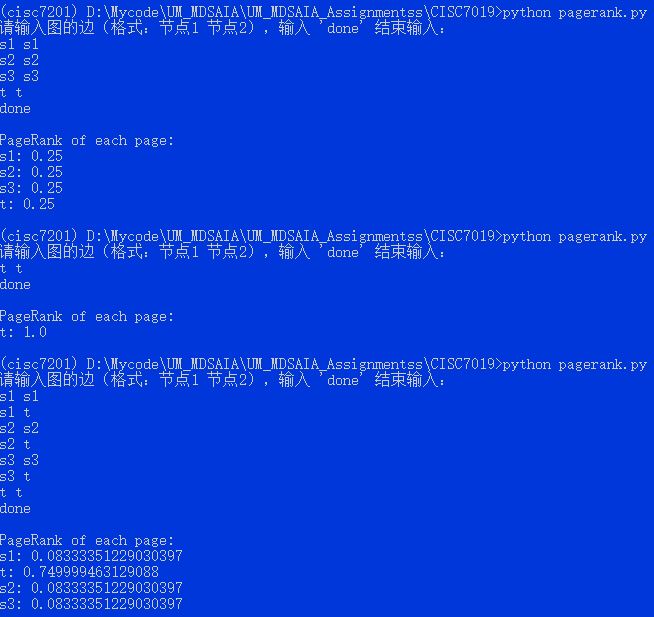 (cisc7201) D:\Mycode\UM_MDSAIA\UM_MDSAIA_Assignmentss\CISC7019>python pagerank.py
请输入图的边（格式：节点1 节点2），输入 'done' 结束输入：
s1 s1
s2 s2
s3 s3
t t
done

PageRank of each page:
s1: 0.25
s2: 0.25
s3: 0.25
t: 0.25

(cisc7201) D:\Mycode\UM_MDSAIA\UM_MDSAIA_Assignmentss\CISC7019>python pagerank.py
请输入图的边（格式：节点1 节点2），输入 'done' 结束输入：
t t
done

PageRank of each page:
t: 1.0

(cisc7201) D:\Mycode\UM_MDSAIA\UM_MDSAIA_Assignmentss\CISC7019>python pagerank.py
请输入图的边（格式：节点1 节点2），输入 'done' 结束输入：
s1 s1
s1 t
s2 s2
s2 t
s3 s3
s3 t
t t
done

PageRank of each page:
s1: 0.08333351229030397
t: 0.749999463129088
s2: 0.08333351229030397
s3: 0.08333351229030397